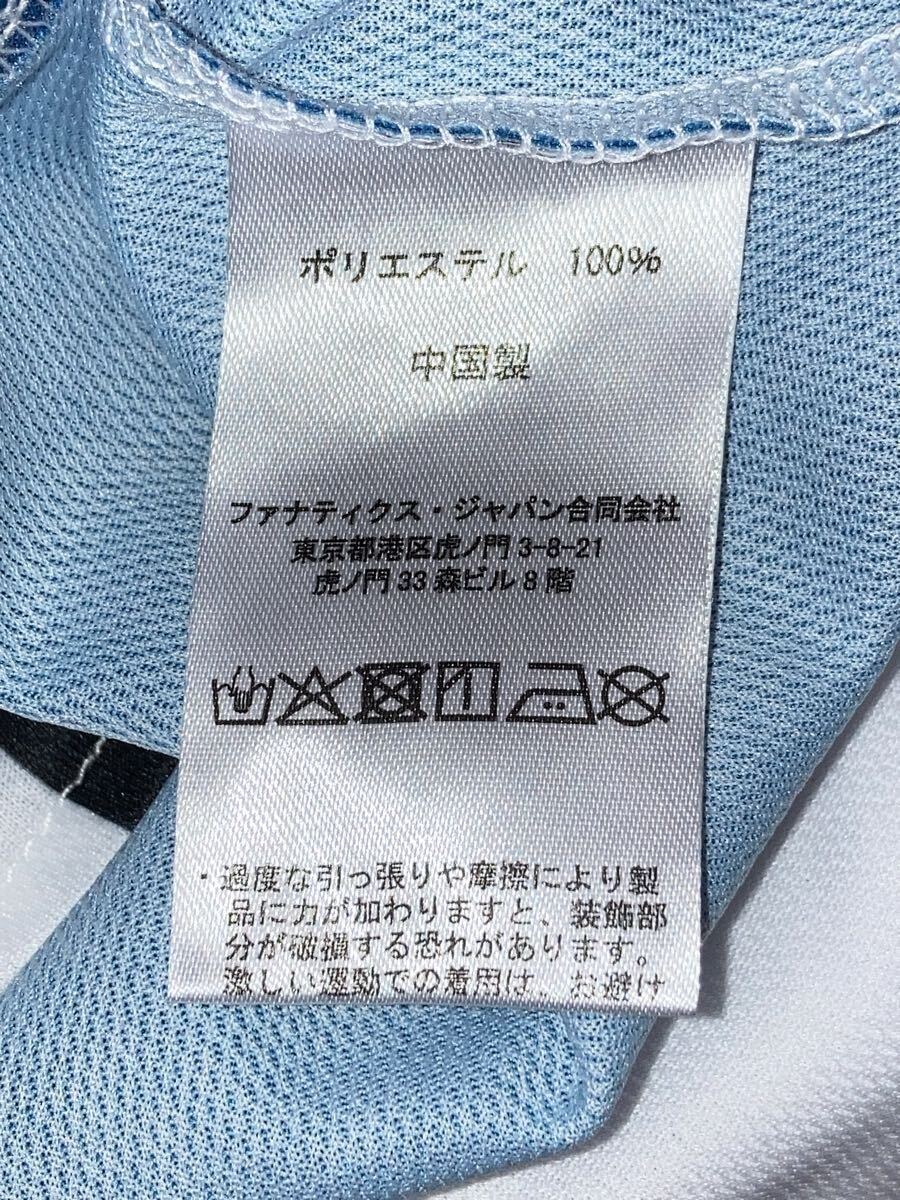 ポリエステル　100%
中国製
ファナティクス・ジャパン合同会社
東京都港区虎ノ門3-8-21
虎ノ門33森ビル8階
・過度な引っ張りや摩擦により製
品に力が加わりますと、装飾部
分が破損する恐れがあります。
激しい運動での着用は、お避け